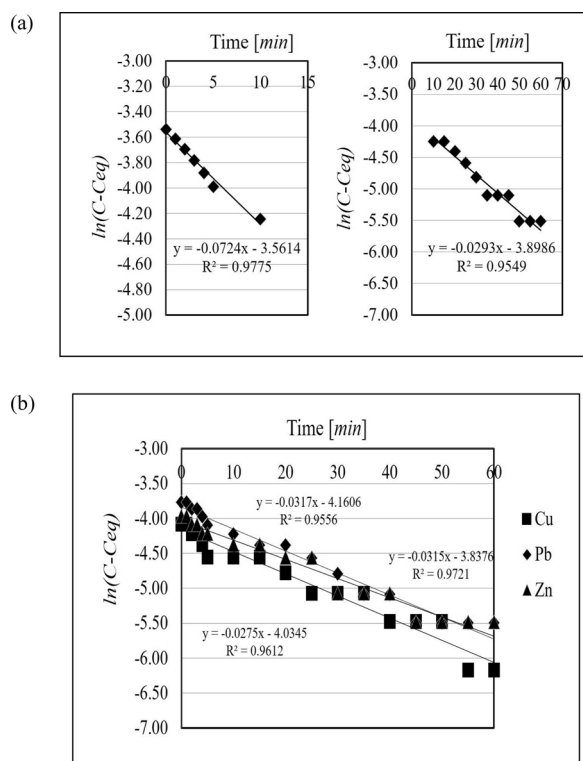 (a)
Time [min]
0 5 10 15
-3.00
-3.20
-3.40
-3.60
-3.80
-4.00
-4.20
-4.40
-4.60
-4.80
-5.00
ln(C-Ceq)
y = -0.0724x - 3.5614
R² = 0.9775
Time [min]
0 10 20 30 40 50 60 70
-3.00
-3.50
-4.00
-4.50
-5.00
-5.50
-6.00
-6.50
-7.00
ln(C-Ceq)
y = -0.0293x - 3.8986
R² = 0.9549
(b)
Time [min]
0 10 20 30 40 50 60
-3.00
-3.50
-4.00
-4.50
-5.00
-5.50
-6.00
-6.50
-7.00
ln(C-Ceq)
y = -0.0317x - 4.1606
R² = 0.9556
y = -0.0315x - 3.8376
R² = 0.9721
y = -0.0275x - 4.0345
R² = 0.9612
Cu
Pb
Zn